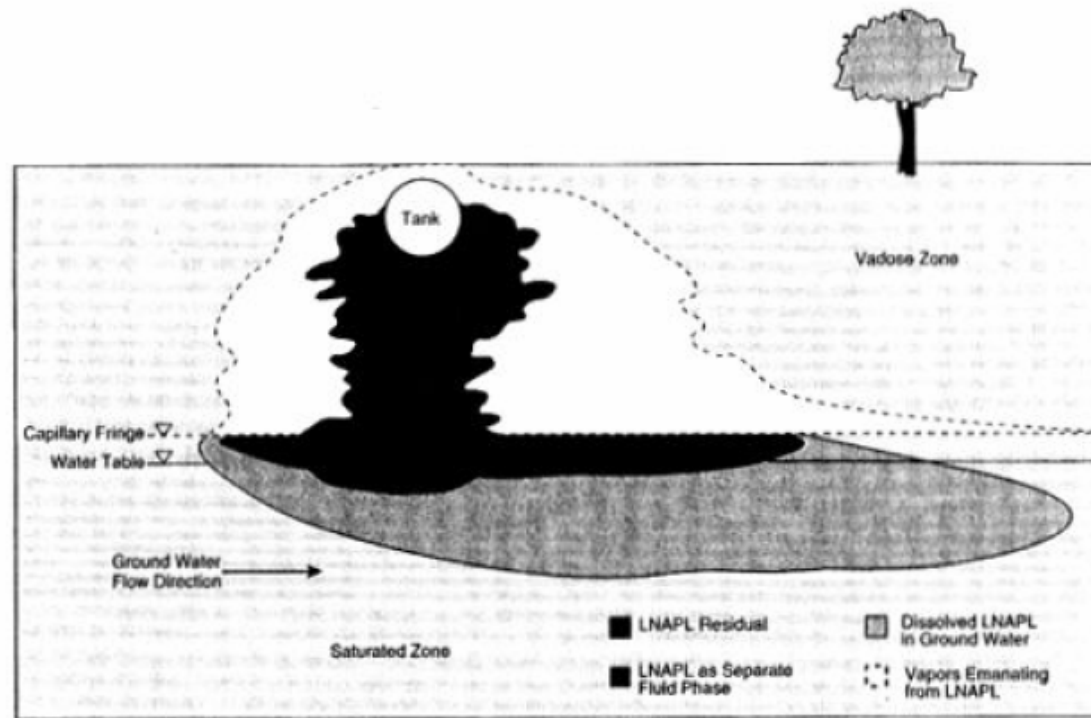 Tank
Vadose Zone
Capillary Fringe
Water Table
Ground Water
Flow Direction
Saturated Zone
LNAPL Residual
LNAPL as Separate
Fluid Phase
Dissolved LNAPL
in Ground Water
Vapors Emanating
from LNAPL